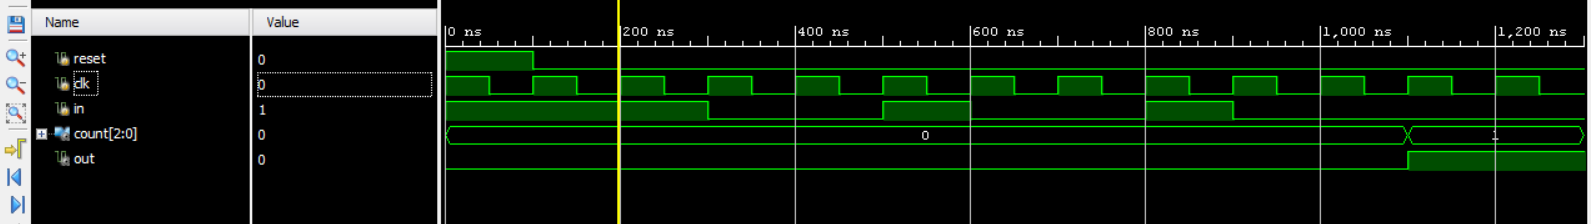 Name Value
0 ns 200 ns 400 ns 600 ns 800 ns 1,000 ns 1,200 ns
reset 0
clk 0
in 1
count[2:0] 0 0 1
out 0